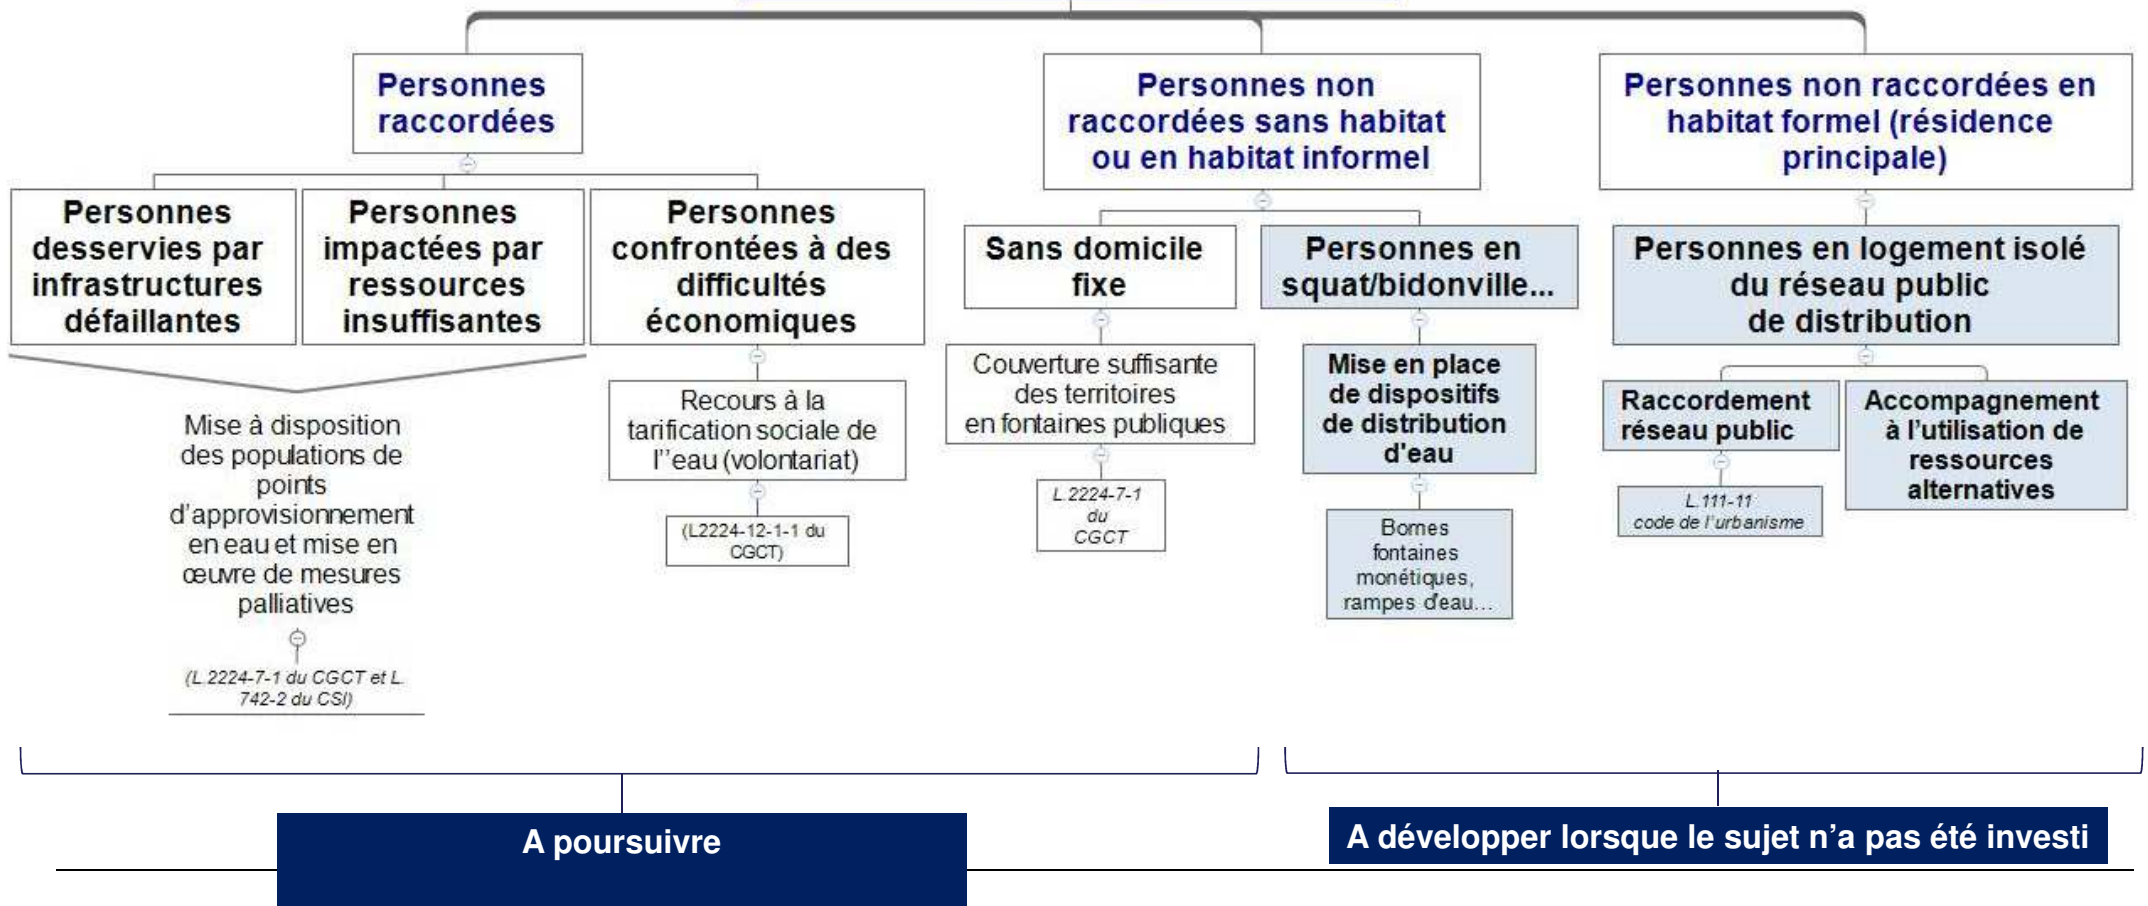 Personnes
raccordées
Personnes non
raccordées sans habitat
ou en habitat informel
Personnes non raccordées en
habitat formel (résidence
principale)
Personnes
desservies par
infrastructures
défaillantes
Personnes
impactées par
ressources
insuffisantes
Personnes
confrontées à des
difficultés
économiques
Sans domicile
fixe
Personnes en
squat/bidonville...
Personnes en logement isolé
du réseau public
de distribution
Mise à disposition
des populations de
points
d'approvisionnement
en eau et mise en
œuvre de mesures
palliatives
(L.2224-7-1 du CGCT et L.
742-2 du CSI)
Recours à la
tarification sociale de
l''eau (volontariat)
(L2224-12-1-1 du
CGCT)
Couverture suffisante
des territoires
en fontaines publiques
L.2224-7-1
du
CGCT
Mise en place
de dispositifs
de distribution
d'eau
Bornes
fontaines
monétiques,
rampes d'eau...
Raccordement
réseau public
L.111-11
code de l'urbanisme
Accompagnement
à l'utilisation de
ressources
alternatives
A poursuivre
A développer lorsque le sujet n'a pas été investi